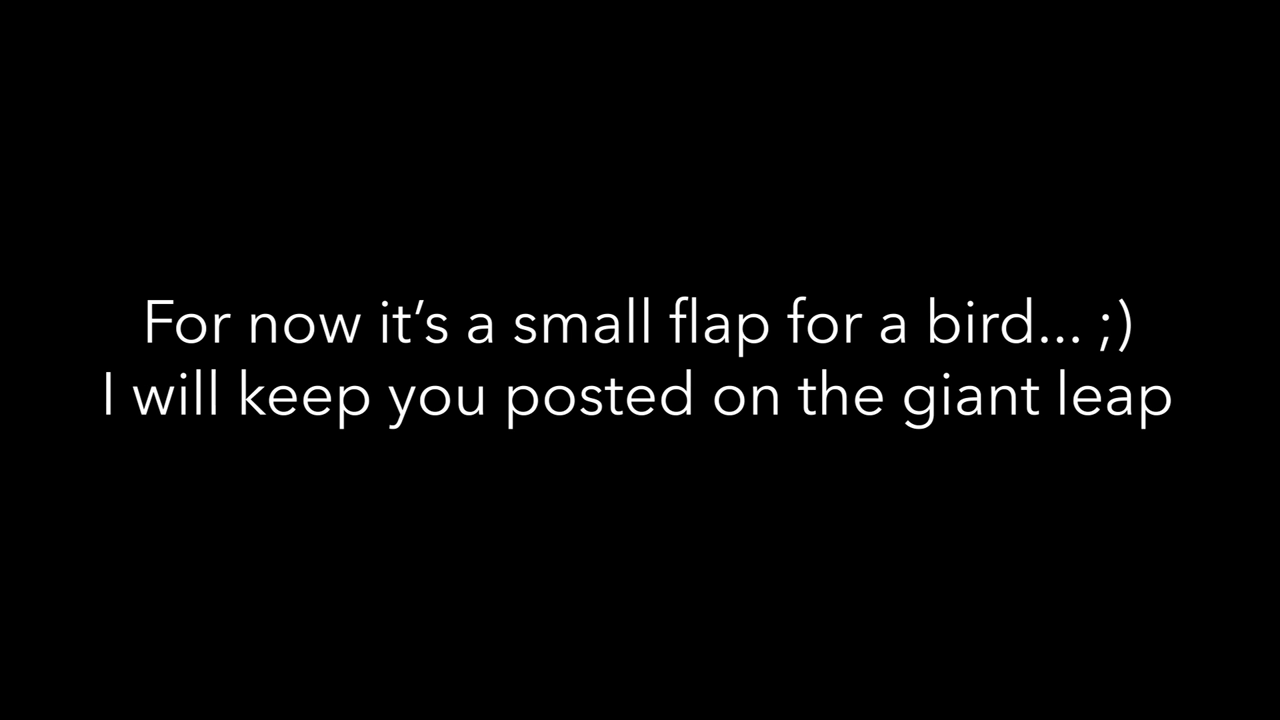 For now it’s a small flap for a bird... ;)
I will keep you posted on the giant leap